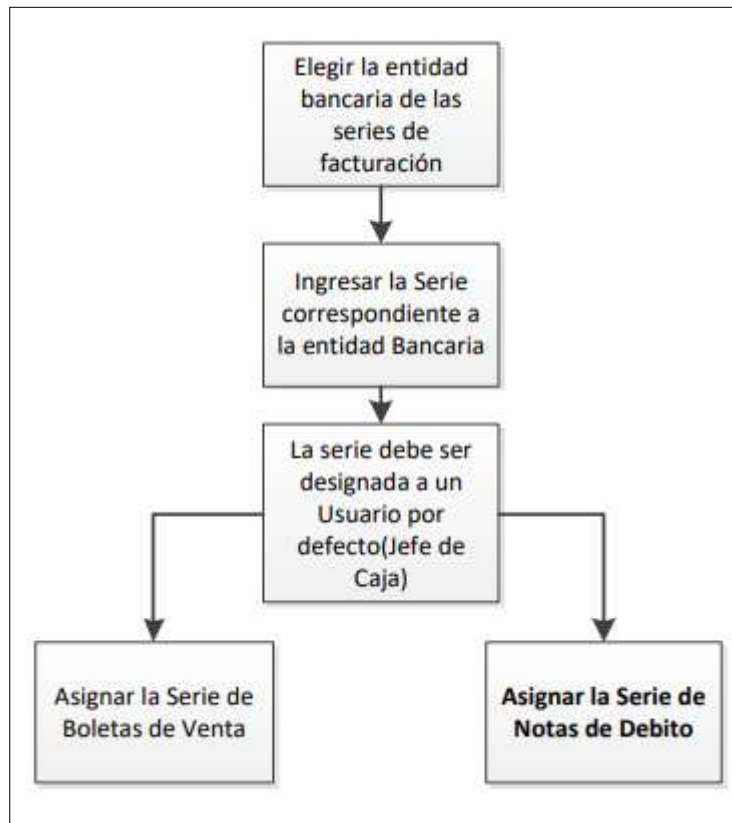 Elegir la entidad
bancaria de las
series de
facturación
Ingresar la Serie
correspondiente a
la entidad Bancaria
La serie debe ser
designada a un
Usuario por
defecto(Jefe de
Caja)
Asignar la Serie de
Boletas de Venta
Asignar la Serie de
Notas de Debito